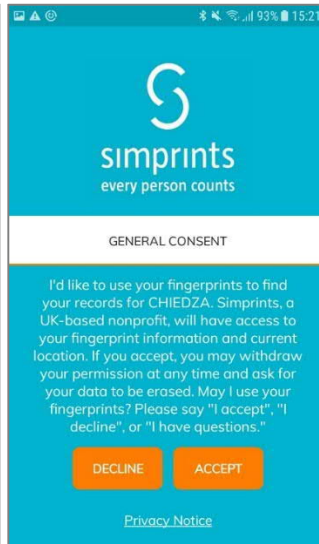 93% 15:21
simprints
every person counts
GENERAL CONSENT
I'd like to use your fingerprints to find
your records for CHIEDZA. Simprints, a
UK-based nonprofit, will have access to
your fingerprint information and current
location. If you accept, you may withdraw
your permission at any time and ask for
your data to be erased. May I use your
fingerprints? Please say "I accept", "I
decline", or "I have questions."
DECLINE ACCEPT
Privacy Notice